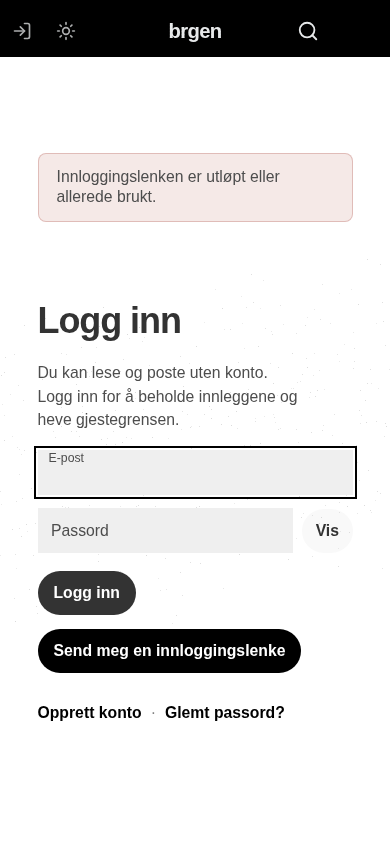 brgen
Innloggingslenken er utløpt eller
allerede brukt.
Logg inn
Du kan lese og poste uten konto.
Logg inn for å beholde innleggene og
heve gjestegrensen.
E-post
Passord
Vis
Logg inn
Send meg en innloggingslenke
Opprett konto · Glemt passord?